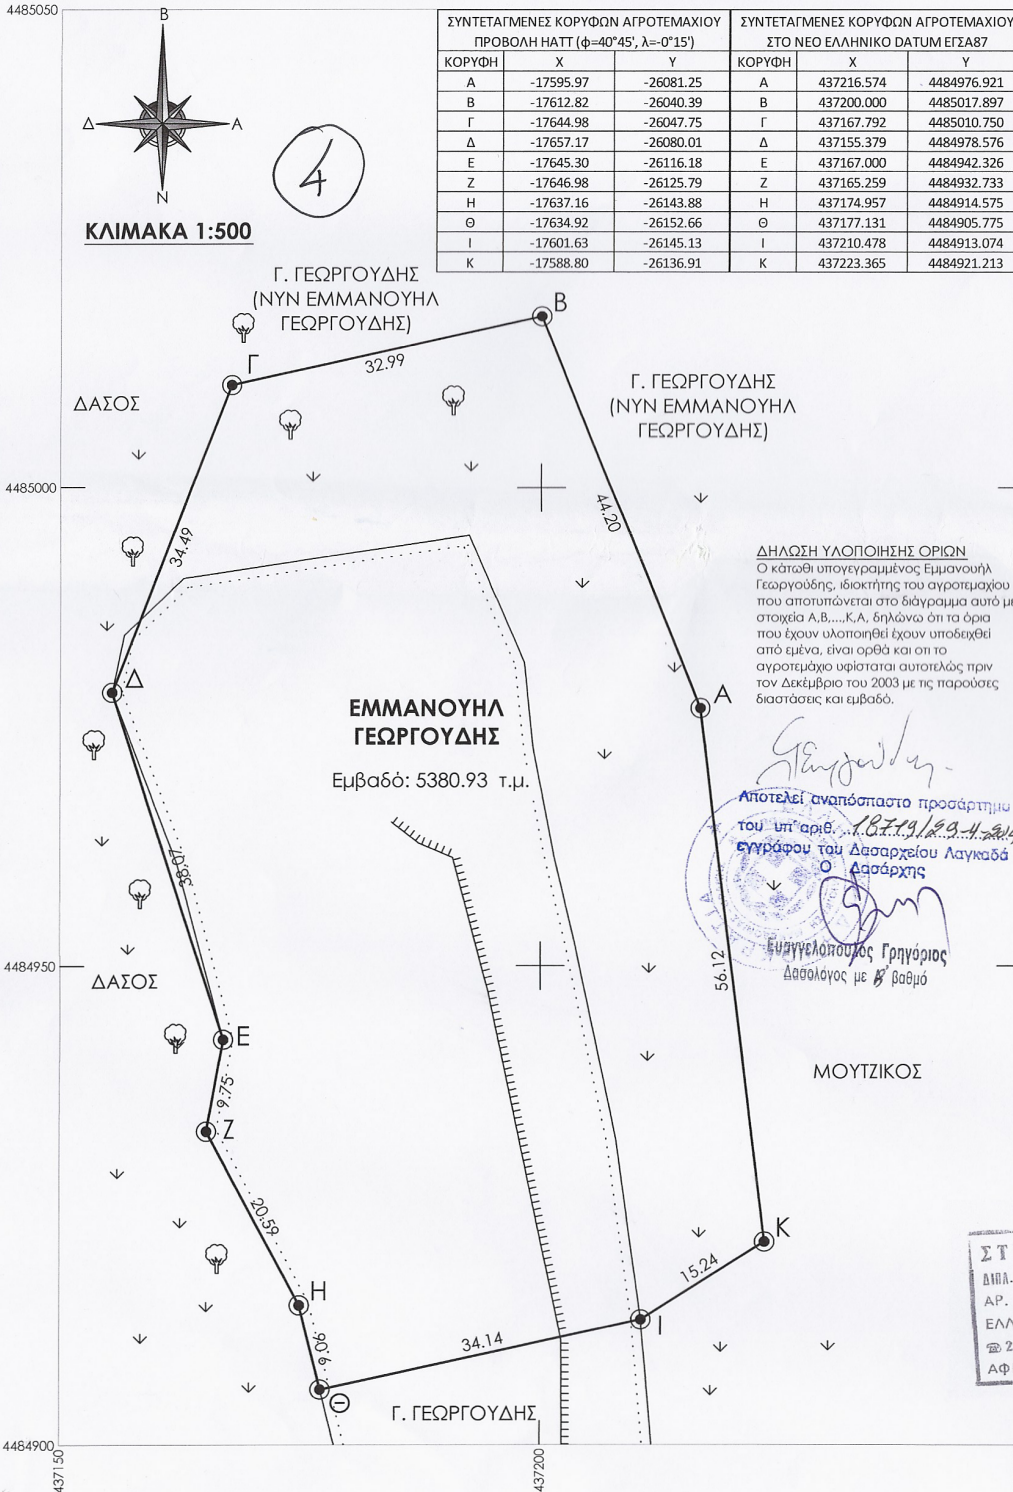 4485050
Β
Δ
Α
Ν
ΚΛΙΜΑΚΑ 1:500
4
ΣΥΝΤΕΤΑΓΜΕΝΕΣ ΚΟΡΥΦΩΝ ΑΓΡΟΤΕΜΑΧΙΟΥ
ΠΡΟΒΟΛΗ ΗΑΤΤ (φ=40°45', λ=-0°15')
ΚΟΡΥΦΗ Χ Υ
Α -17595.97 -26081.25
Β -17612.82 -26040.39
Γ -17644.98 -26047.75
Δ -17657.17 -26080.01
Ε -17645.30 -26116.18
Ζ -17646.98 -26125.79
Η -17637.16 -26143.88
Θ -17634.92 -26152.66
Ι -17601.63 -26145.13
Κ -17588.80 -26136.91
ΣΥΝΤΕΤΑΓΜΕΝΕΣ ΚΟΡΥΦΩΝ ΑΓΡΟΤΕΜΑΧΙΟΥ
ΣΤΟ ΝΕΟ ΕΛΛΗΝΙΚΟ DATUM ΕΓΣΑ87
ΚΟΡΥΦΗ Χ Υ
Α 437216.574 4484976.921
Β 437200.000 4485017.897
Γ 437167.792 4485010.750
Δ 437155.379 4484978.576
Ε 437167.000 4484942.326
Ζ 437165.259 4484932.733
Η 437174.957 4484914.575
Θ 437177.131 4484905.775
Ι 437210.478 4484913.074
Κ 437223.365 4484921.213
Γ. ΓΕΩΡΓΟΥΔΗΣ
(ΝΥΝ ΕΜΜΑΝΟΥΗΛ
ΓΕΩΡΓΟΥΔΗΣ)
Β
Γ
32.99
ΔΑΣΟΣ
Γ. ΓΕΩΡΓΟΥΔΗΣ
(ΝΥΝ ΕΜΜΑΝΟΥΗΛ
ΓΕΩΡΓΟΥΔΗΣ)
4485000
44.20
34.49
ΔΗΛΩΣΗ ΥΛΟΠΟΙΗΣΗΣ ΟΡΙΩΝ
Ο κάτωθι υπογεγραμμένος Εμμανουήλ
Γεωργούδης, ιδιοκτήτης του αγροτεμαχίου
που αποτυπώνεται στο διάγραμμα αυτό με
στοιχεία Α,Β,...,Κ,Α, δηλώνω ότι τα όρια
που έχουν υλοποιηθεί έχουν υποδειχθεί
από εμένα, είναι ορθά και οτι το
αγροτεμάχιο υφίσταται αυτοτελώς πριν
τον Δεκέμβριο του 2003 με τις παρούσες
διαστάσεις και εμβαδό.
Δ
Α
ΕΜΜΑΝΟΥΗΛ
ΓΕΩΡΓΟΥΔΗΣ
Εμβαδό: 5380.93 τ.μ.
Αποτελεί αναπόσπαστο προσάρτημα
του υπ' αριθ. 18719/29-4-
εγγράφου του Δασαρχείου Λαγκαδά
Ο Δασάρχης
Ευαγγελόπουλος Γρηγόριος
Δασολόγος με Β' βαθμό
38.07
56.12
4484950
ΔΑΣΟΣ
Ε
ΜΟΥΤΖΙΚΟΣ
9.75
Ζ
20.59
Κ
15.24
Η
Ι
9.06
34.14
Θ
Γ. ΓΕΩΡΓΟΥΔΗΣ
ΣΤ
ΔΙΠΛ.
ΑΡ.
ΕΛΛ
☎ 2
ΑΦ
4484900
437150
437200